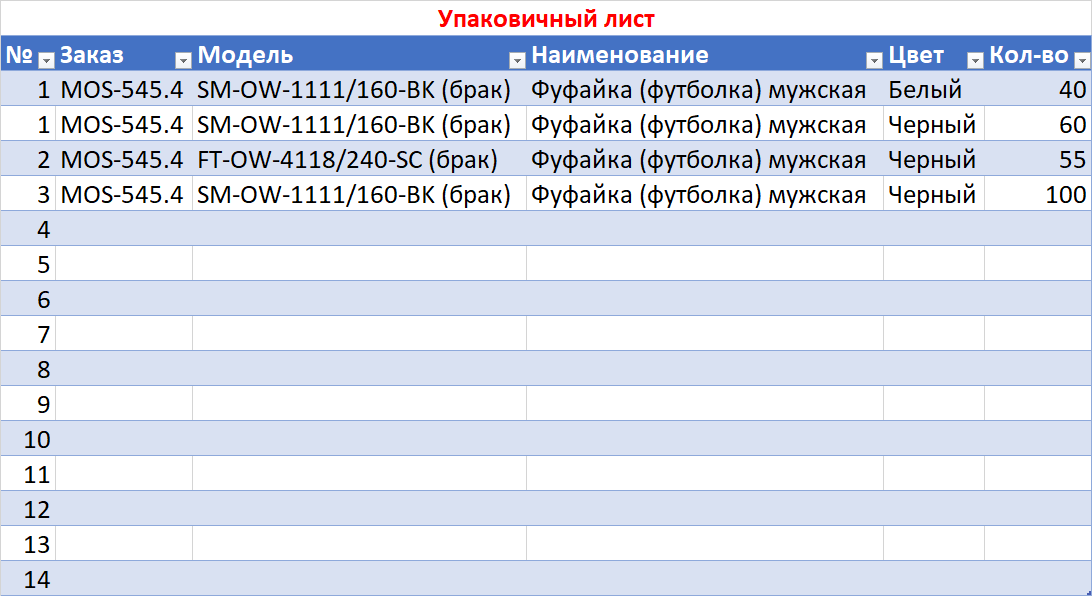 Упаковичный лист
№ Заказ Модель Наименование Цвет Кол-во
1 MOS-545.4 SM-OW-1111/160-BK (брак) Фуфайка (футболка) мужская Белый 40
1 MOS-545.4 SM-OW-1111/160-BK (брак) Фуфайка (футболка) мужская Черный 60
2 MOS-545.4 FT-OW-4118/240-SC (брак) Фуфайка (футболка) мужская Черный 55
3 MOS-545.4 SM-OW-1111/160-BK (брак) Фуфайка (футболка) мужская Черный 100
4
5
6
7
8
9
10
11
12
13
14